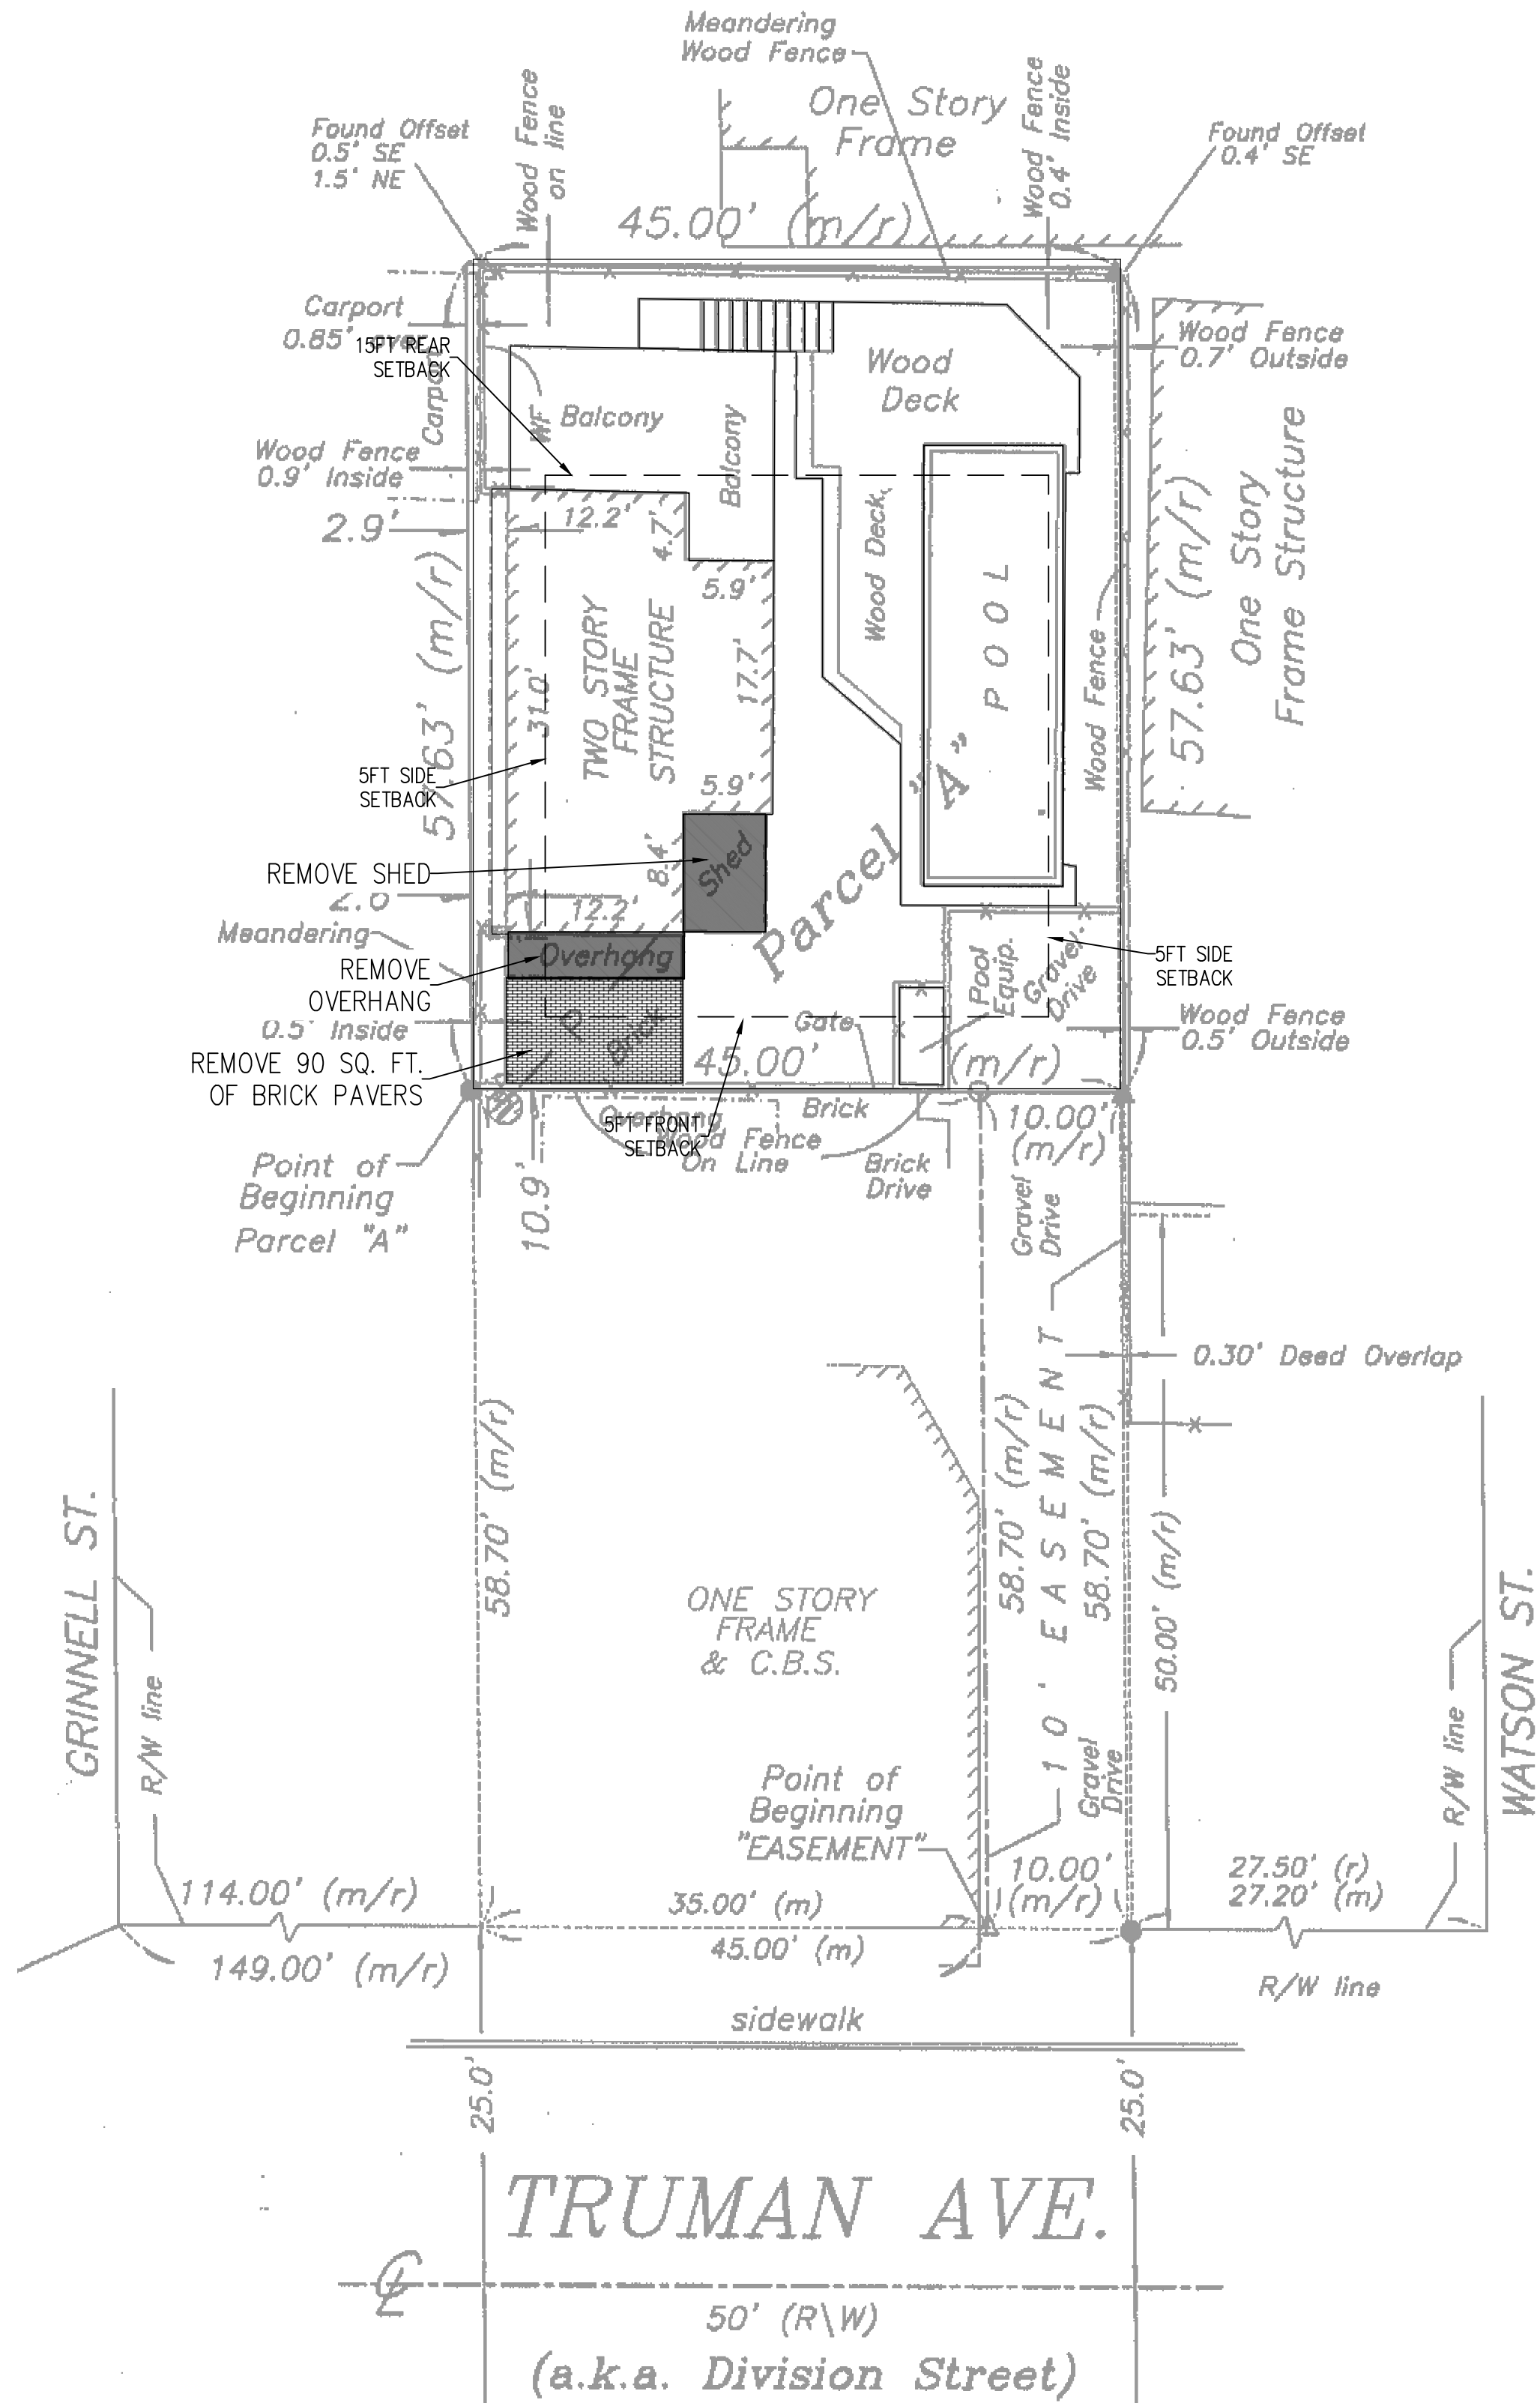 Meandering
Wood Fence
One Story
Frame
Wood Fence
on line
Wood Fence
0.4' Inside
Found Offset
0.5' SE
1.5' NE
Found Offset
0.4' SE
45.00' (m/r)
Carport
0.85'
15FT REAR
SETBACK
Carport
WF
Balcony
Balcony
Wood
Deck
Wood Fence
0.7' Outside
Wood Fence
0.9' Inside
2.9'
12.2'
4.7'
5.9'
57.63' (m/r)
TWO STORY
FRAME
STRUCTURE
31.0'
17.7'
Wood Deck
POOL
Wood Fence
57.63' (m/r)
One Story
Frame Structure
5FT SIDE
SETBACK
5.9'
8.4'
REMOVE SHED
Shed
Parcel "A"
12.2'
Meandering
REMOVE
OVERHANG
Overhang
0.5' Inside
REMOVE 90 SQ. FT.
OF BRICK PAVERS
Brick
Pool
Equip.
Gravel
Drive
5FT SIDE
SETBACK
Gate
Wood Fence
0.5' Outside
45.00' (m/r)
Overhang
5FT FRONT
SETBACK
Wood Fence
On Line
Brick
Brick
Drive
10.00'
(m/r)
Point of
Beginning
Parcel "A"
10.9'
Gravel
Drive
0.30' Deed Overlap
58.70' (m/r)
58.70' (m/r)
10' EASEMENT
58.70' (m/r)
50.00' (m/r)
GRINNELL ST.
R/W line
ONE STORY
FRAME
& C.B.S.
R/W line
WATSON ST.
Gravel
Drive
Point of
Beginning
"EASEMENT"
114.00' (m/r)
149.00' (m/r)
35.00' (m)
45.00' (m)
10.00'
(m/r)
27.50' (r)
27.20' (m)
R/W line
sidewalk
25.0'
25.0'
TRUMAN AVE.
50' (R\W)
(a.k.a. Division Street)